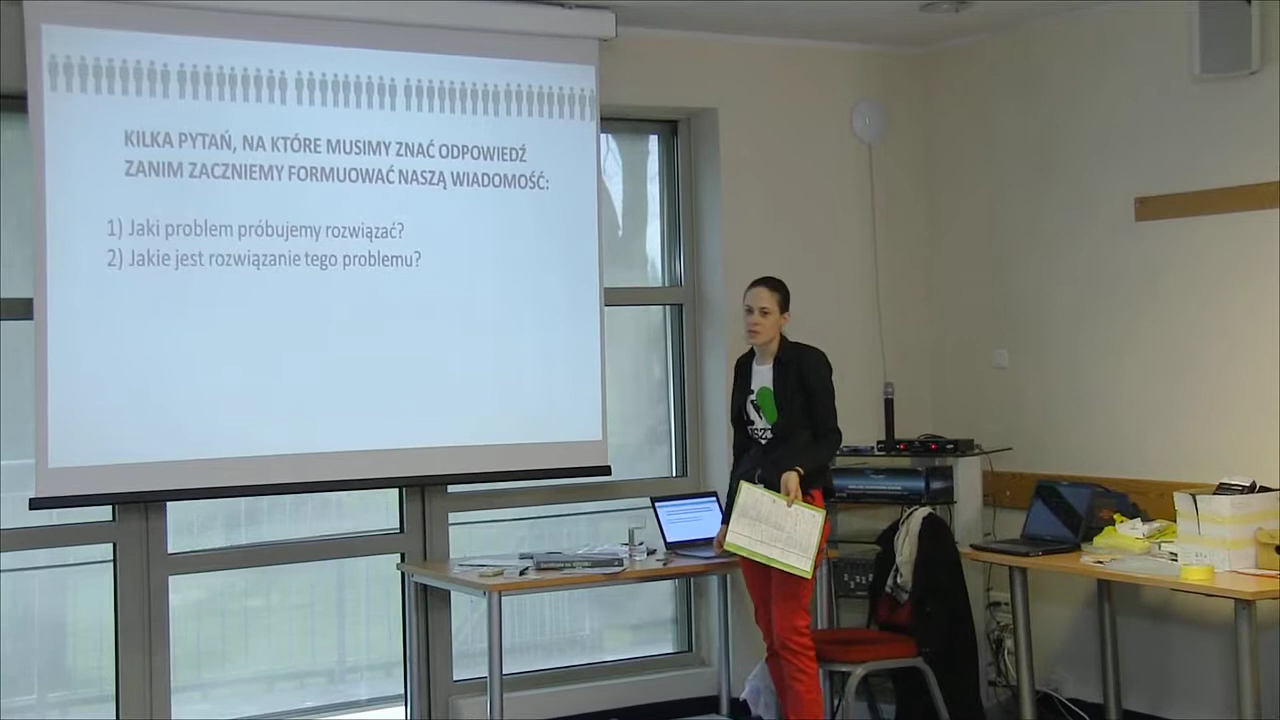 KILKA PYTAŃ, NA KTÓRE MUSIMY ZNAĆ ODPOWIEDŹ
ZANIM ZACZNIEMY FORMUOWAĆ NASZĄ WIADOMOŚĆ:
1) Jaki problem próbujemy rozwiązać?
2) Jakie jest rozwiązanie tego problemu?